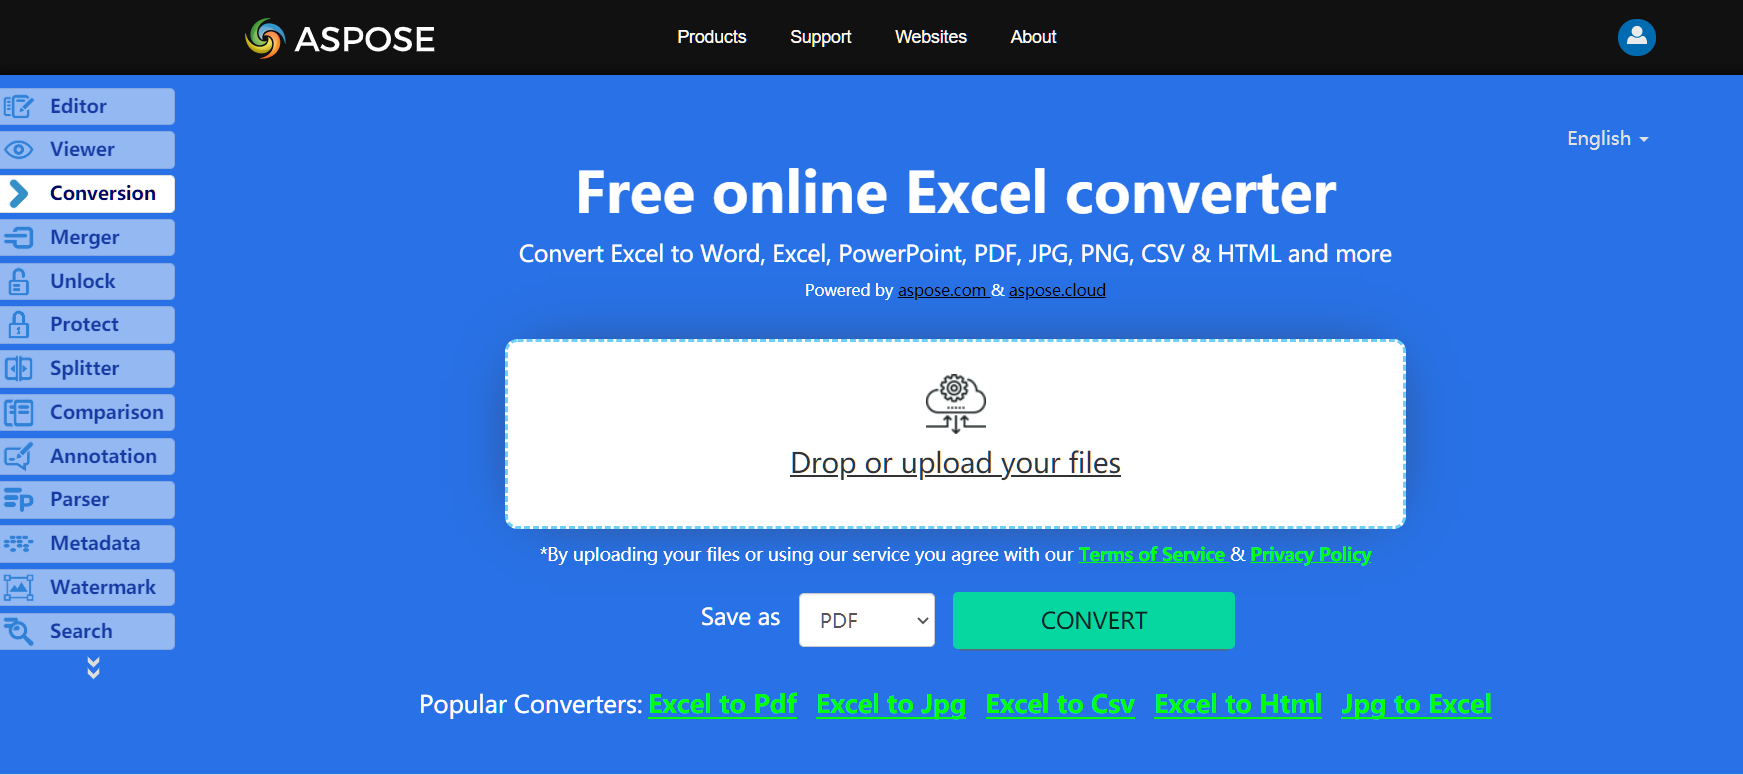 ASPOSE
Products Support Websites About
English
Editor
Viewer
Conversion
Merger
Unlock
Protect
Splitter
Comparison
Annotation
Parser
Metadata
Watermark
Search
Free online Excel converter
Convert Excel to Word, Excel, PowerPoint, PDF, JPG, PNG, CSV & HTML and more
Powered by aspose.com & aspose.cloud
Drop or upload your files
*By uploading your files or using our service you agree with our Terms of Service & Privacy Policy
Save as PDF CONVERT
Popular Converters: Excel to Pdf Excel to Jpg Excel to Csv Excel to Html Jpg to Excel